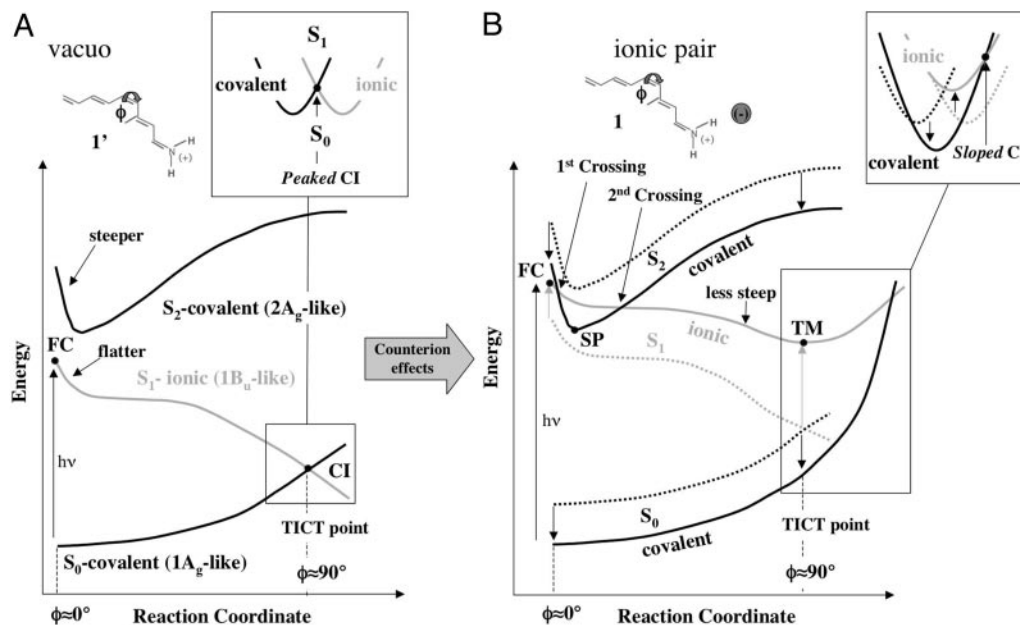 A
vacuo
S1
covalent
ionic
S0
Peaked CI
ϕ
1'
N
H
(+)
H
steeper
S2-covalent (2Ag-like)
FC
flatter
S1- ionic (1Bu-like)
Energy
hν
CI
TICT point
S0-covalent (1Ag-like)
ϕ≈90°
ϕ≈0°
Reaction Coordinate
Counterion
effects
B
ionic pair
ϕ
1
(-)
N
H
(+)
H
ionic
covalent
Sloped C
1st Crossing
2nd Crossing
FC
S2
covalent
less steep
SP
ionic
TM
S1
Energy
hν
S0
covalent
TICT point
ϕ≈90°
ϕ≈0°
Reaction Coordinate